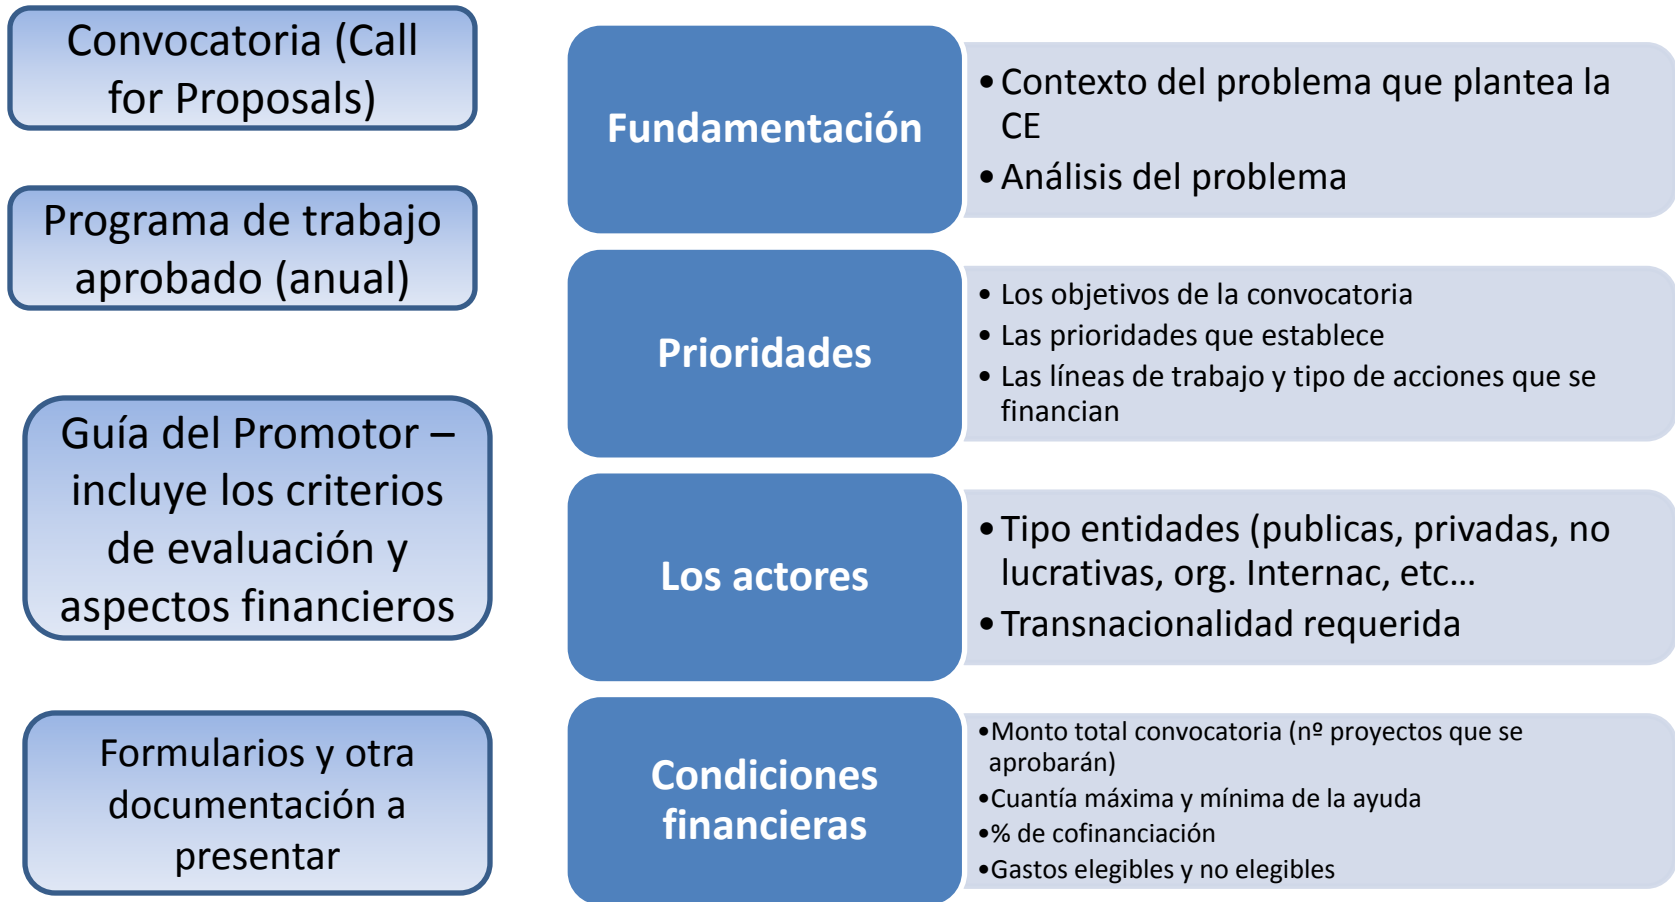 Convocatoria (Call
for Proposals)
Programa de trabajo
aprobado (anual)
Guía del Promotor –
incluye los criterios
de evaluación y
aspectos financieros
Formularios y otra
documentación a
presentar
Fundamentación
•Contexto del problema que plantea la
CE
•Análisis del problema
Prioridades
• Los objetivos de la convocatoria
• Las prioridades que establece
• Las líneas de trabajo y tipo de acciones que se
financian
Los actores
•Tipo entidades (publicas, privadas, no
lucrativas, org. Internac, etc…
•Transnacionalidad requerida
Condiciones
financieras
•Monto total convocatoria (nº proyectos que se
aprobarán)
•Cuantía máxima y mínima de la ayuda
•% de cofinanciación
•Gastos elegibles y no elegibles